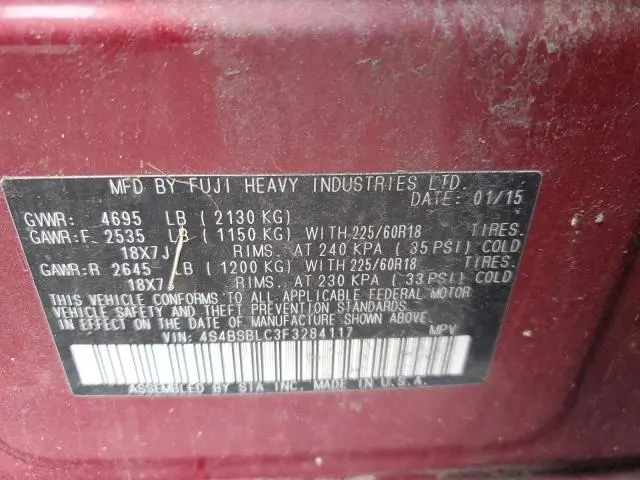 MFD BY FUJI HEAVY INDUSTRIES LTD.
DATE: 01/15
GVWR: 4695 LB ( 2130 KG)
GAWR:F 2535 LB ( 1150 KG) WITH 225/60R18 TIRES.
18X7J RIMS. AT 240 KPA ( 35 PSI) COLD
GAWR:R 2645 LB ( 1200 KG) WITH 225/60R18 TIRES.
18X7J RIMS. AT 230 KPA ( 33 PSI) COLD
THIS VEHICLE CONFORMS TO ALL APPLICABLE FEDERAL MOTOR
VEHICLE SAFETY AND THEFT PREVENTION STANDARDS
IN EFFECT ON THE DATE OF MANUFACTURE SHOWN ABOVE.
VIN: 4S4BSBLC3F3284117 MPV
ASSEMBLED BY SIA INC. MADE IN U.S.A.